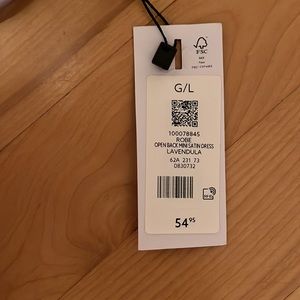 FSC
G/L
100078845
ROBE
OPEN BACK MINI SATIN DRESS
LAVENDULA
62A 231 73
0830732
54.95